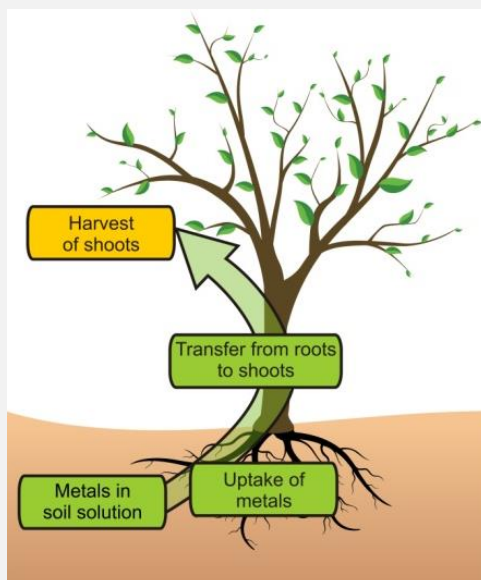 Harvest
of shoots
Transfer from roots
to shoots
Uptake of
metals
Metals in
soil solution